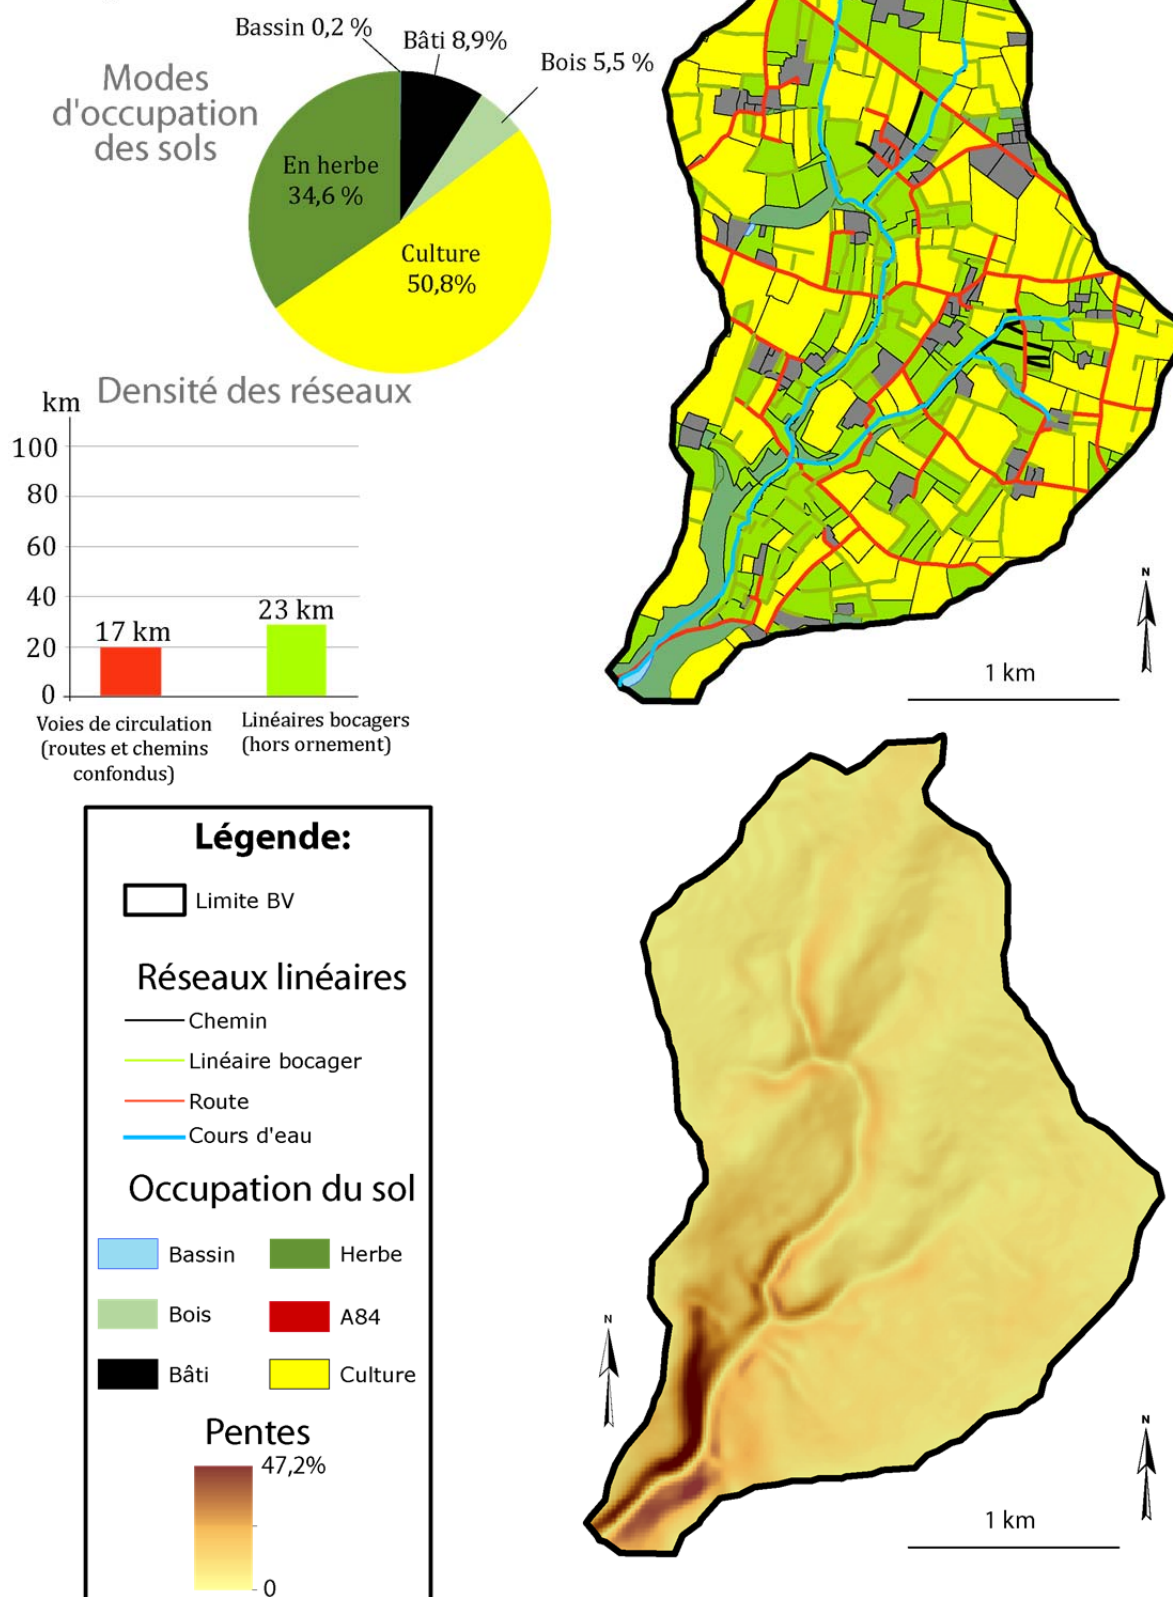 Bassin 0,2 %
Bâti 8,9%
Bois 5,5 %
Modes
d'occupation
des sols
En herbe
34,6 %
Culture
50,8%
Densité des réseaux
km
100
80
60
40
20
0
17 km
23 km
Voies de circulation
(routes et chemins
confondus)
Linéaires bocagers
(hors ornement)
N
1 km
Légende:
Limite BV
Réseaux linéaires
Chemin
Linéaire bocager
Route
Cours d'eau
Occupation du sol
Bassin
Herbe
Bois
A84
Bâti
Culture
Pentes
47,2%
0
N
N
1 km